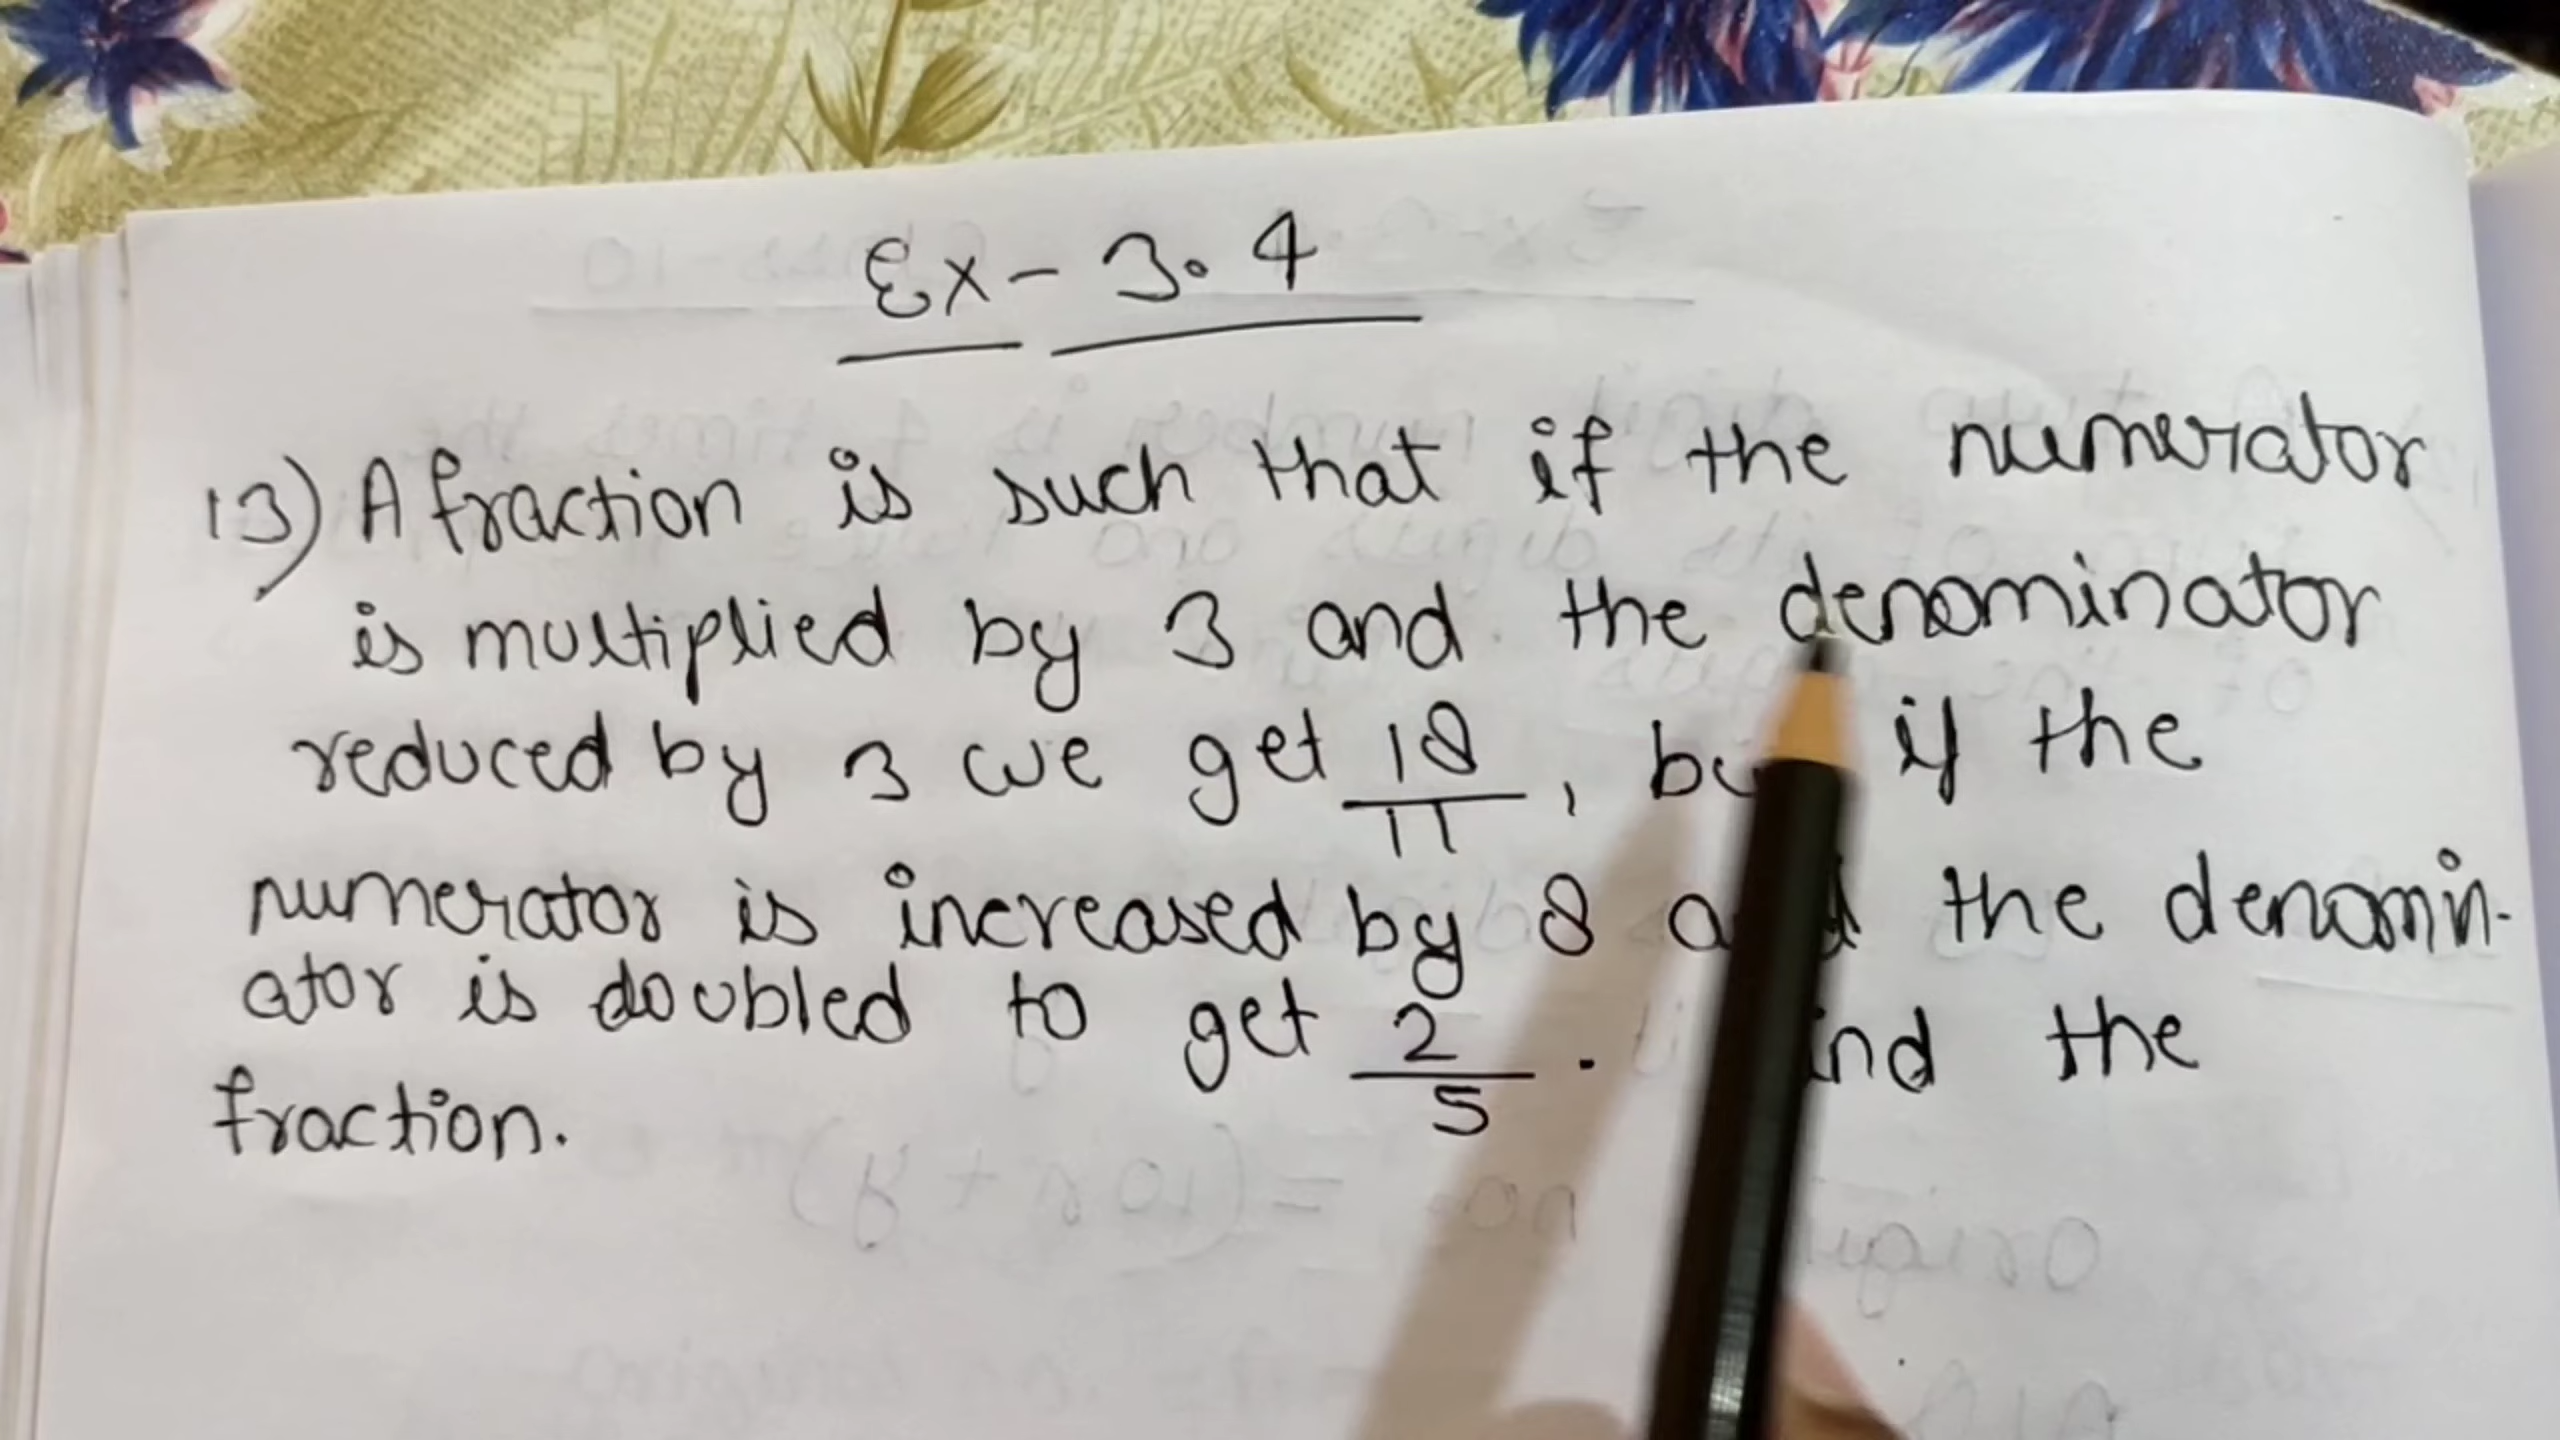 Ex - 3.4
13) A fraction is such that if the numerator
is multiplied by 3 and the denominator
reduced by 3 we get 18/11, if the
numerator is increased by 8 the denomin-
ator is doubled to get 2/5. the
fraction.